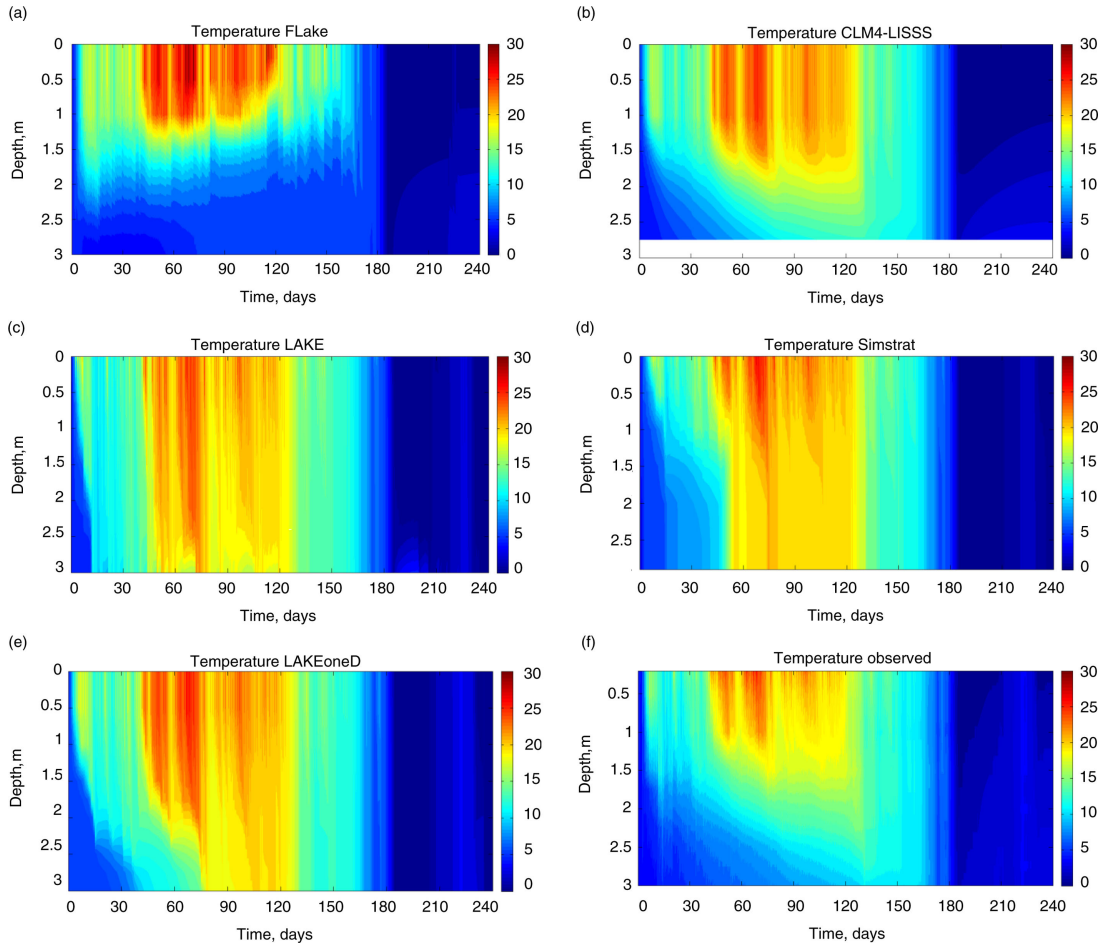 (a)
Temperature FLake
0
0.5
1
1.5
2
2.5
3
Depth,m
0 30 60 90 120 150 180 210 240
Time, days
30
25
20
15
10
5
0
(b)
Temperature CLM4-LISSS
0
0.5
1
1.5
2
2.5
3
Depth,m
0 30 60 90 120 150 180 210 240
Time, days
30
25
20
15
10
5
0
(c)
Temperature LAKE
0
0.5
1
1.5
2
2.5
3
Depth,m
0 30 60 90 120 150 180 210 240
Time, days
30
25
20
15
10
5
0
(d)
Temperature Simstrat
0
0.5
1
1.5
2
2.5
Depth,m
0 30 60 90 120 150 180 210 240
Time, days
30
25
20
15
10
5
0
(e)
Temperature LAKEoneD
0
0.5
1
1.5
2
2.5
3
Depth,m
0 30 60 90 120 150 180 210 240
Time, days
30
25
20
15
10
5
0
(f)
Temperature observed
0.5
1
1.5
2
2.5
3
Depth,m
0 30 60 90 120 150 180 210 240
Time, days
30
25
20
15
10
5
0